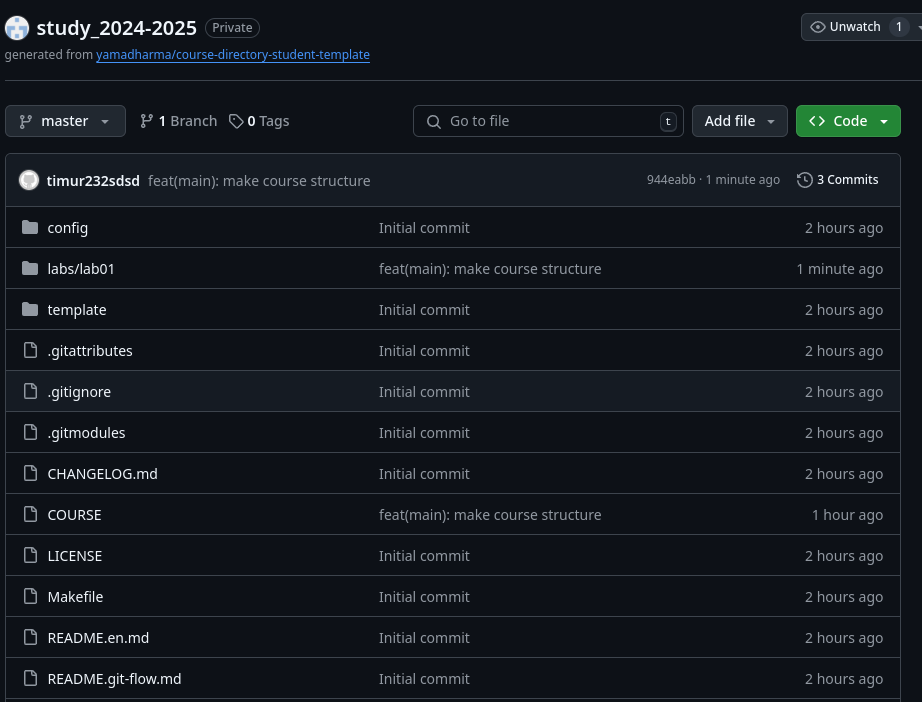 study_2024-2025 Private Unwatch 1
generated from yamadharma/course-directory-student-template
master 1 Branch 0 Tags Go to file t Add file Code
timur232sdsd feat(main): make course structure 944eabb · 1 minute ago 3 Commits
config Initial commit 2 hours ago
labs/lab01 feat(main): make course structure 1 minute ago
template Initial commit 2 hours ago
.gitattributes Initial commit 2 hours ago
.gitignore Initial commit 2 hours ago
.gitmodules Initial commit 2 hours ago
CHANGELOG.md Initial commit 2 hours ago
COURSE feat(main): make course structure 1 hour ago
LICENSE Initial commit 2 hours ago
Makefile Initial commit 2 hours ago
README.en.md Initial commit 2 hours ago
README.git-flow.md Initial commit 2 hours ago